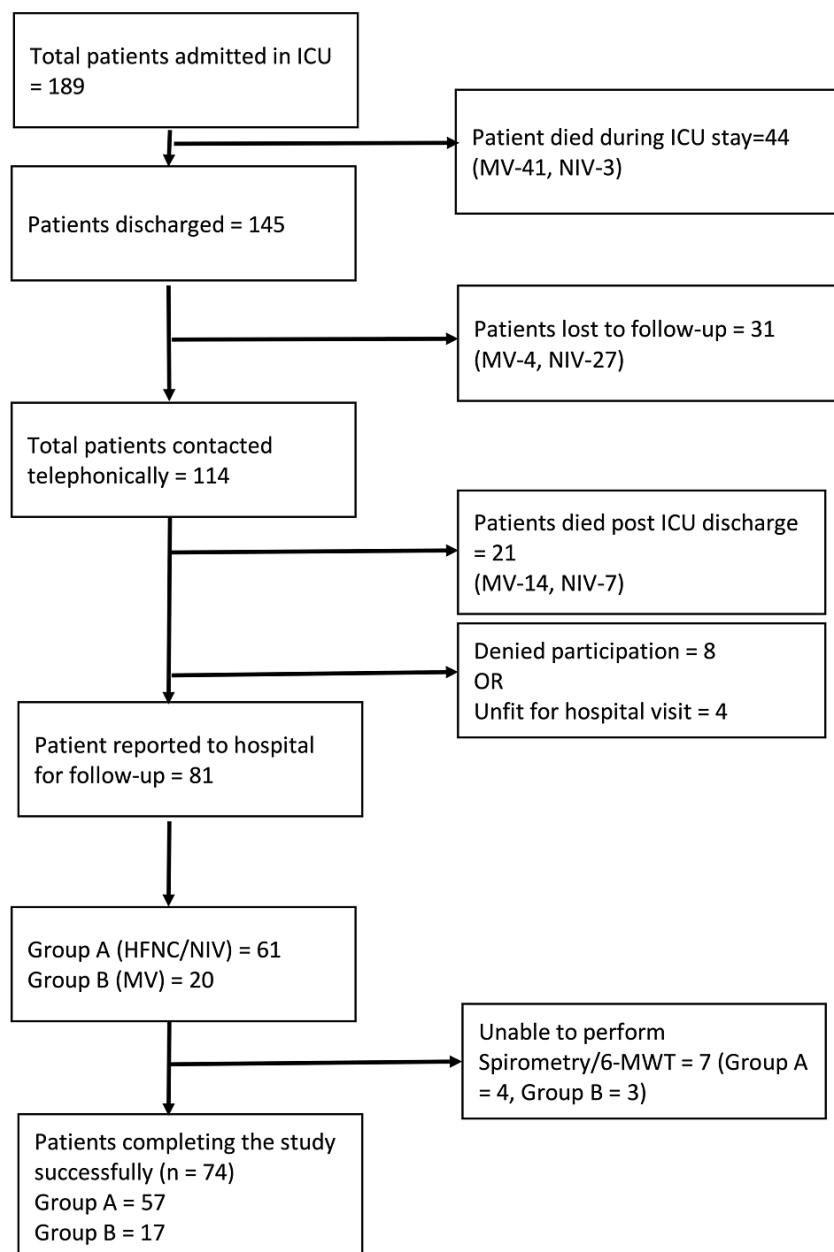 Total patients admitted in ICU
= 189
Patient died during ICU stay=44
(MV-41, NIV-3)
Patients discharged = 145
Patients lost to follow-up = 31
(MV-4, NIV-27)
Total patients contacted
telephonically = 114
Patients died post ICU discharge
= 21
(MV-14, NIV-7)
Denied participation = 8
OR
Unfit for hospital visit = 4
Patient reported to hospital
for follow-up = 81
Group A (HFNC/NIV) = 61
Group B (MV) = 20
Unable to perform
Spirometry/6-MWT = 7 (Group A
= 4, Group B = 3)
Patients completing the study
successfully (n = 74)
Group A = 57
Group B = 17